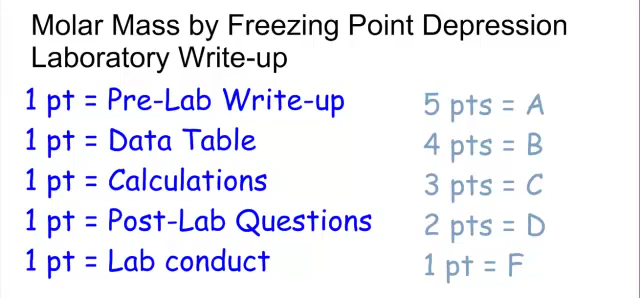 Molar Mass by Freezing Point Depression
Laboratory Write-up
1 pt = Pre-Lab Write-up
1 pt = Data Table
1 pt = Calculations
1 pt = Post-Lab Questions
1 pt = Lab conduct
5 pts = A
4 pts = B
3 pts = C
2 pts = D
1 pt = F